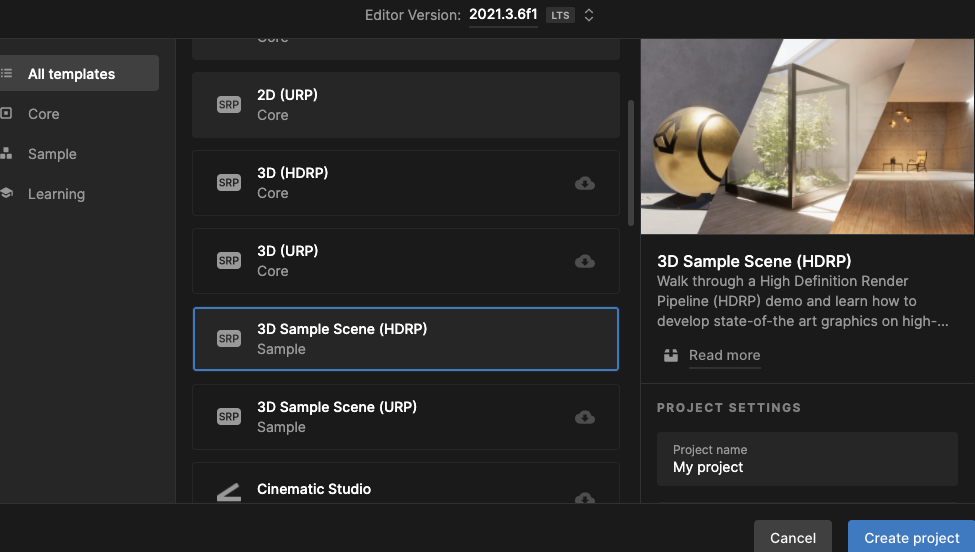 Editor Version: 2021.3.6f1 LTS
All templates
Core
Sample
Learning
Core
SRP
2D (URP)
Core
SRP
3D (HDRP)
Core
SRP
3D (URP)
Core
SRP
3D Sample Scene (HDRP)
Sample
SRP
3D Sample Scene (URP)
Sample
Cinematic Studio
3D Sample Scene (HDRP)
Walk through a High Definition Render
Pipeline (HDRP) demo and learn how to
develop state-of-the art graphics on high-...
Read more
PROJECT SETTINGS
Project name
My project
Cancel
Create project